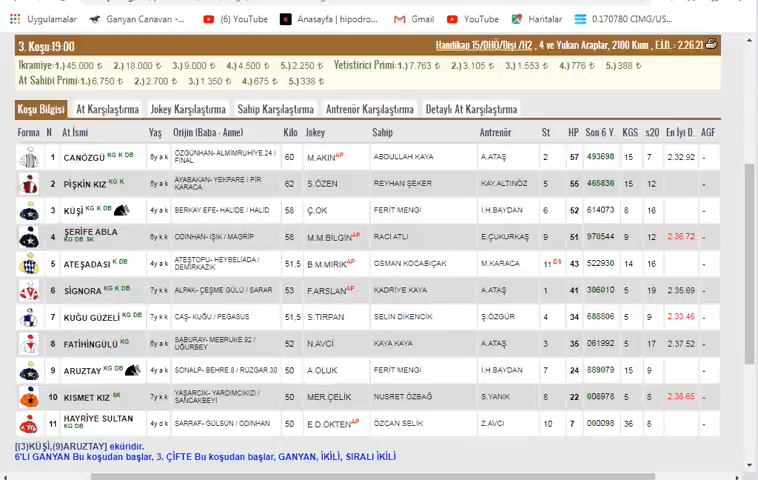 Uygulamalar Ganyan Canavarı -... (6) YouTube Anasayfa | hipodro... Gmail YouTube Haritalar 0.170780 CIMG/US...
3. Koşu:19:00 Handikap 15/DHÖ/Dişi /H2 , 4 ve Yukarı Araplar, 2100 Kum , E.İ.D. : 2.26.21
Ikramiye:1.) 45.000 ₺ 2.) 18.000 ₺ 3.) 9.000 ₺ 4.) 4.500 ₺ 5.) 2.250 ₺ Yetistirici Primi:1.) 7.763 ₺ 2.) 3.105 ₺ 3.) 1.553 ₺ 4.) 776 ₺ 5.) 388 ₺
At Sahibi Primi:1.) 6.750 ₺ 2.) 2.700 ₺ 3.) 1.350 ₺ 4.) 675 ₺ 5.) 338 ₺
Koşu Bilgisi At Karşılaştırma Jokey Karşılaştırma Sahip Karşılaştırma Antrenör Karşılaştırma Detaylı At Karşılaştırma
Forma N At İsmi Yaş Orijin (Baba - Anne) Kilo Jokey Sahip Antrenör St HP Son 6 Y. KGS s20 En İyi D. AGF
1 CANÖZGÜ KG K DB 6y a k ÖZGÜNHAN- ALMİMRUHİYE.24 / FİNAL 60 M.AKIN AP ABDULLAH KAYA A.ATAŞ 2 57 493698 15 7 2.32.92 -
2 PİŞKİN KIZ KG K 6y a k AYABAKAN- YEKPARE / PİR KARACA 62 S.ÖZEN REYHAN ŞEKER KAY.ALTINÖZ 5 55 465836 15 12 -
3 KÜŞİ KG K DB 4y a k BERKAY EFE- HALIDE / HALID 58 Ç.OK FERİT MENGİ İ.H.BAYDAN 6 52 614073 8 16 -
4 ŞERİFE ABLA KG DB SK 6y k k ODİNHAN- IŞIK / MAGRİP 58 M.M.BİLGİN AP RACİ ATLI E.ÇUKURKAŞ 9 51 970544 9 12 2.36.72 -
5 ATEŞADASI K DB 4y a k ATEŞTOPU- HEYBELİADA / DEMİRKAZIK 51,5 B.M.MIRIK AP OSMAN KOCABIÇAK M.KARACA 11 DS 43 522930 14 16 -
6 SİGNORA KG K DB 7y k k ALPAK- ÇEŞME GÜLÜ / SARAR 53 F.ARSLAN AP KADRİYE KAYA A.ATAŞ 1 41 306010 5 19 2.35.69 -
7 KUĞU GÜZELİ KG DB 7y k k CAŞ- KUĞU / PEGASUS 51,5 S.TIRPAN SELİN DİKENCİK Ş.ÖZGÜR 4 34 688806 5 9 2.33.46 -
8 FATİHİNGÜLÜ KG 6y a k SABURAY- MEBRUKE.92 / UĞURBEY 52 N.AVCİ KAYA KAYA A.ATAŞ 3 35 061992 5 17 2.37.52 -
9 ARUZTAY KG DB 4y a k SONALP- BEHRE.8 / RÜZGAR.30 50 A.OLUK FERİT MENGİ İ.H.BAYDAN 7 24 889079 15 9 -
10 KISMET KIZ SK 7y k k YAŞARCIK- YARDIMCIKIZI / SANCAKBEYİ 50 MER.ÇELİK NUSRET ÖZBAĞ S.YANIK 8 22 008978 5 8 2.36.65 -
11 HAYRİYE SULTAN KG DB 4y d k SARRAF- GÜLSÜN / ODİNHAN 50 E.D.ÖKTEN AP ÖZCAN SELİK Z.AVCI 10 7 000098 36 8 -
[(3)KÜŞİ,(9)ARUZTAY] eküridir.
6'LI GANYAN Bu koşudan başlar, 3. ÇİFTE Bu koşudan başlar, GANYAN, İKİLİ, SIRALI İKİLİ